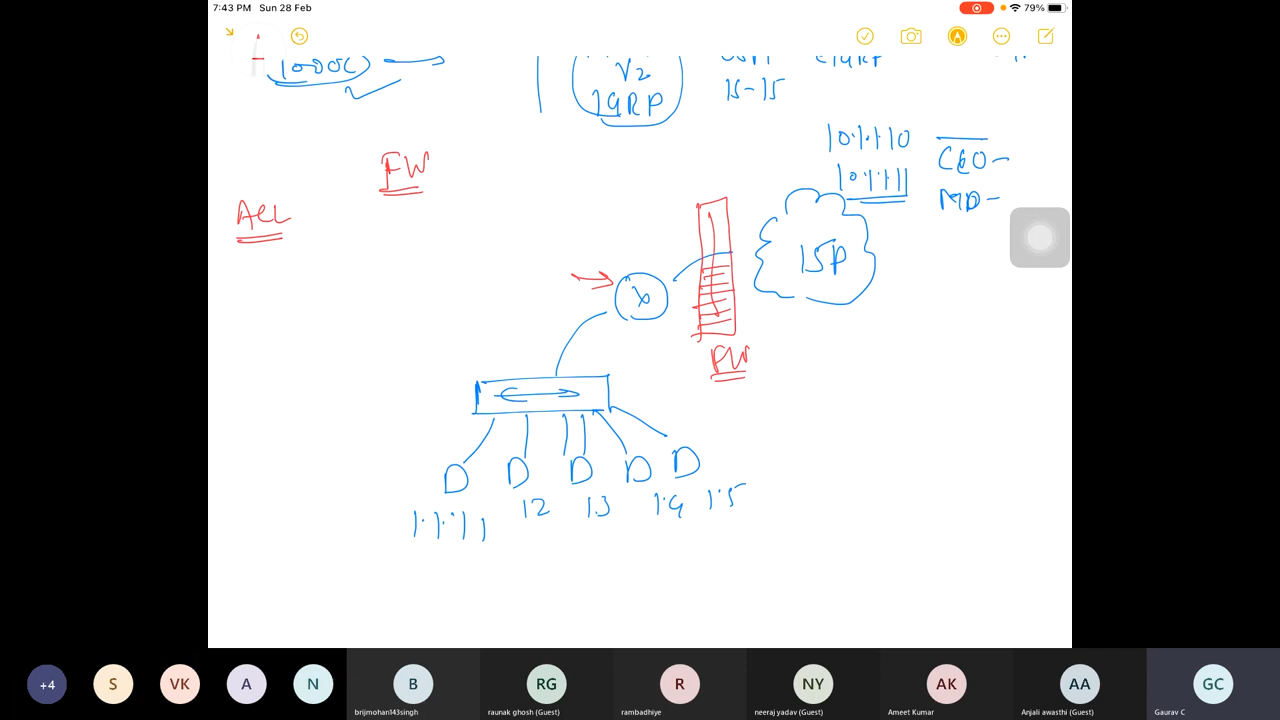 7:43 PM Sun 28 Feb
79%
10.1.1.10
V2
IGRP
15-15
10.1.1.11
CEO-
MD-
FW
ACL
ISP
FW
1.1.1.1
1.2
1.3
1.4
1.5
+4
S
VK
A
N
B
RG
R
NY
AK
AA
GC
brijmohan143singh
raunak ghosh (Guest)
rambadhiye
neeraj yadav (Guest)
Ameet Kumar
Anjali awasthi (Guest)
Gaurav C